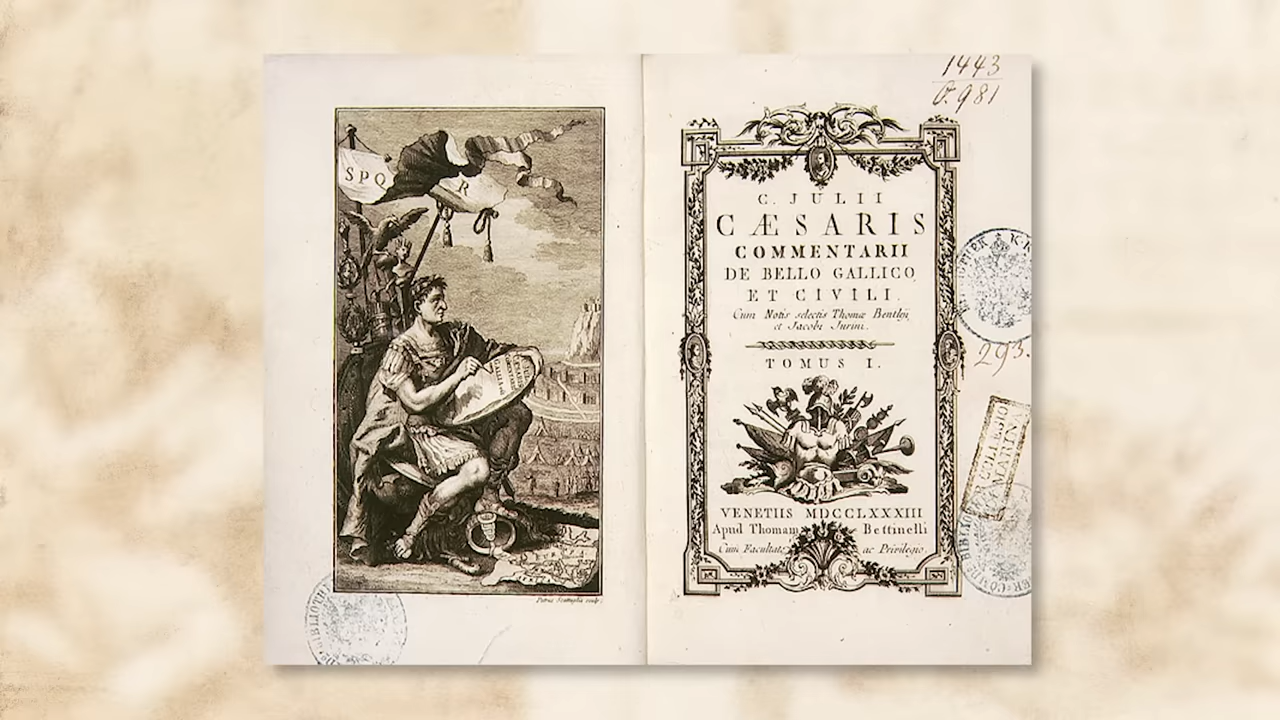 SPQ
R
Petrus Scattaglia sculp.
1443
293.
C. JULII
CÆSARIS
COMMENTARII
DE BELLO GALLICO
ET CIVILI.
Cum Notis selectis Thomæ Bentleji
et Jacobi Jurini.
TOMUS I.
VENETIIS MDCCLXXXIII
Apud Thomam Bettinelli
Cum Facultate ac Privilegio.